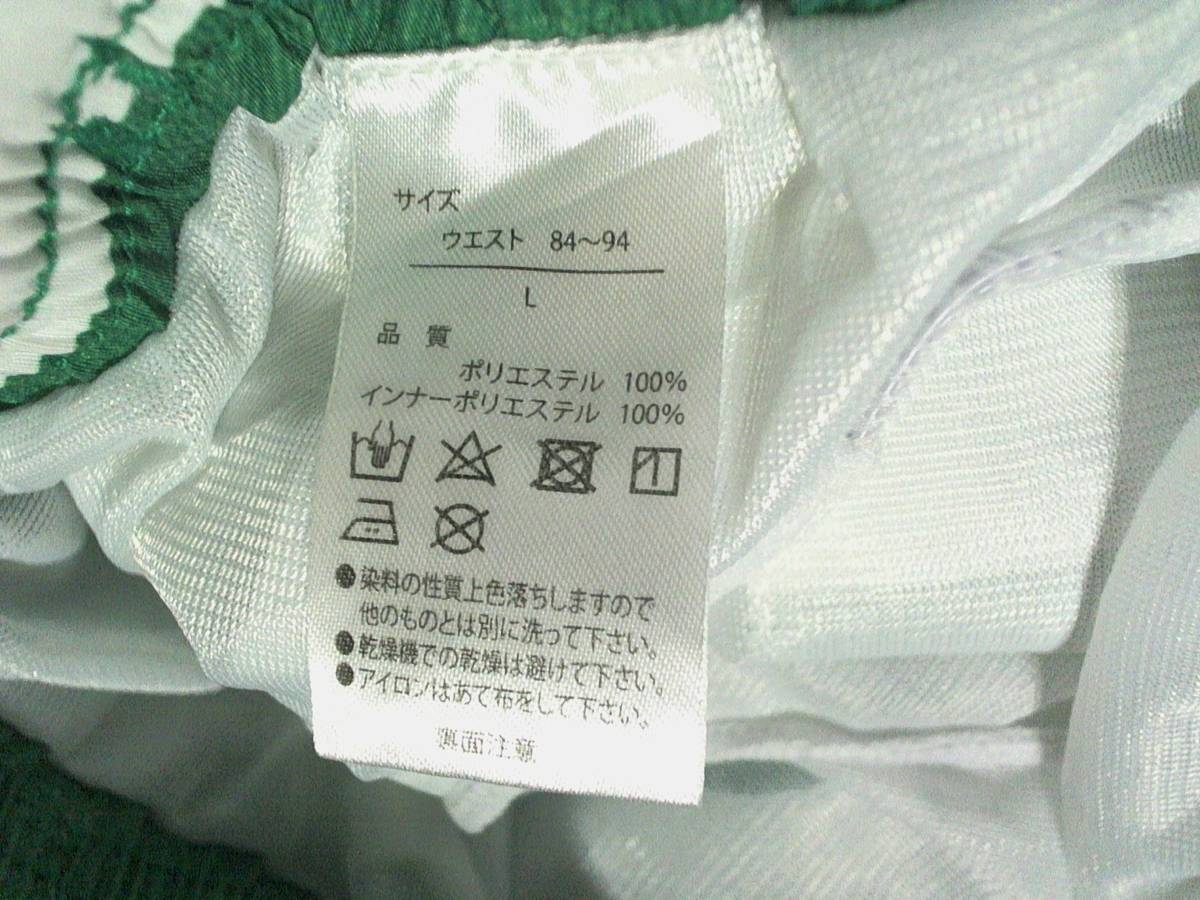 サイズ
ウエスト 84～94
L
品 質
ポリエステル 100%
インナーポリエステル 100%
●染料の性質上色落ちしますので
他のものとは別に洗って下さい。
●乾燥機での乾燥は避けて下さい。
●アイロンはあて布をして下さい。
裏面注意